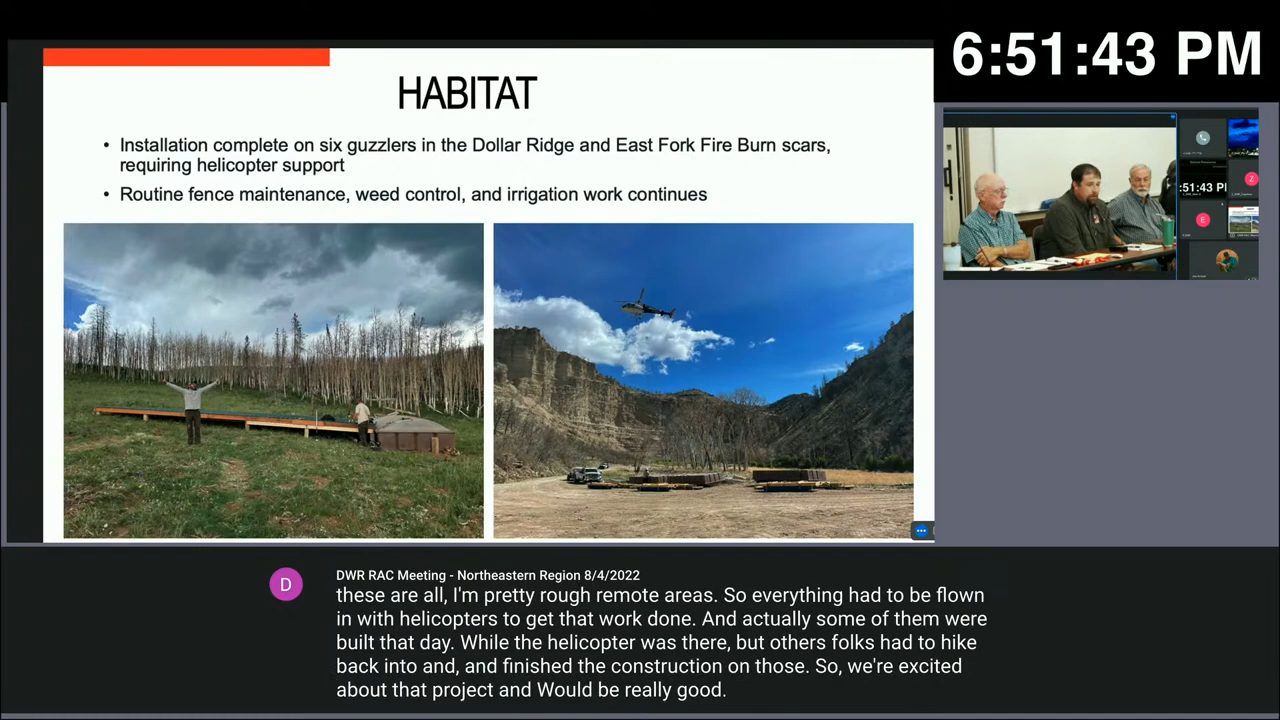 6:51:43 PM
HABITAT
• Installation complete on six guzzlers in the Dollar Ridge and East Fork Fire Burn scars,
requiring helicopter support
• Routine fence maintenance, weed control, and irrigation work continues
:51:43 P
Z
E
D
DWR RAC Meeting - Northeastern Region 8/4/2022
these are all, I'm pretty rough remote areas. So everything had to be flown
in with helicopters to get that work done. And actually some of them were
built that day. While the helicopter was there, but others folks had to hike
back into and, and finished the construction on those. So, we're excited
about that project and Would be really good.